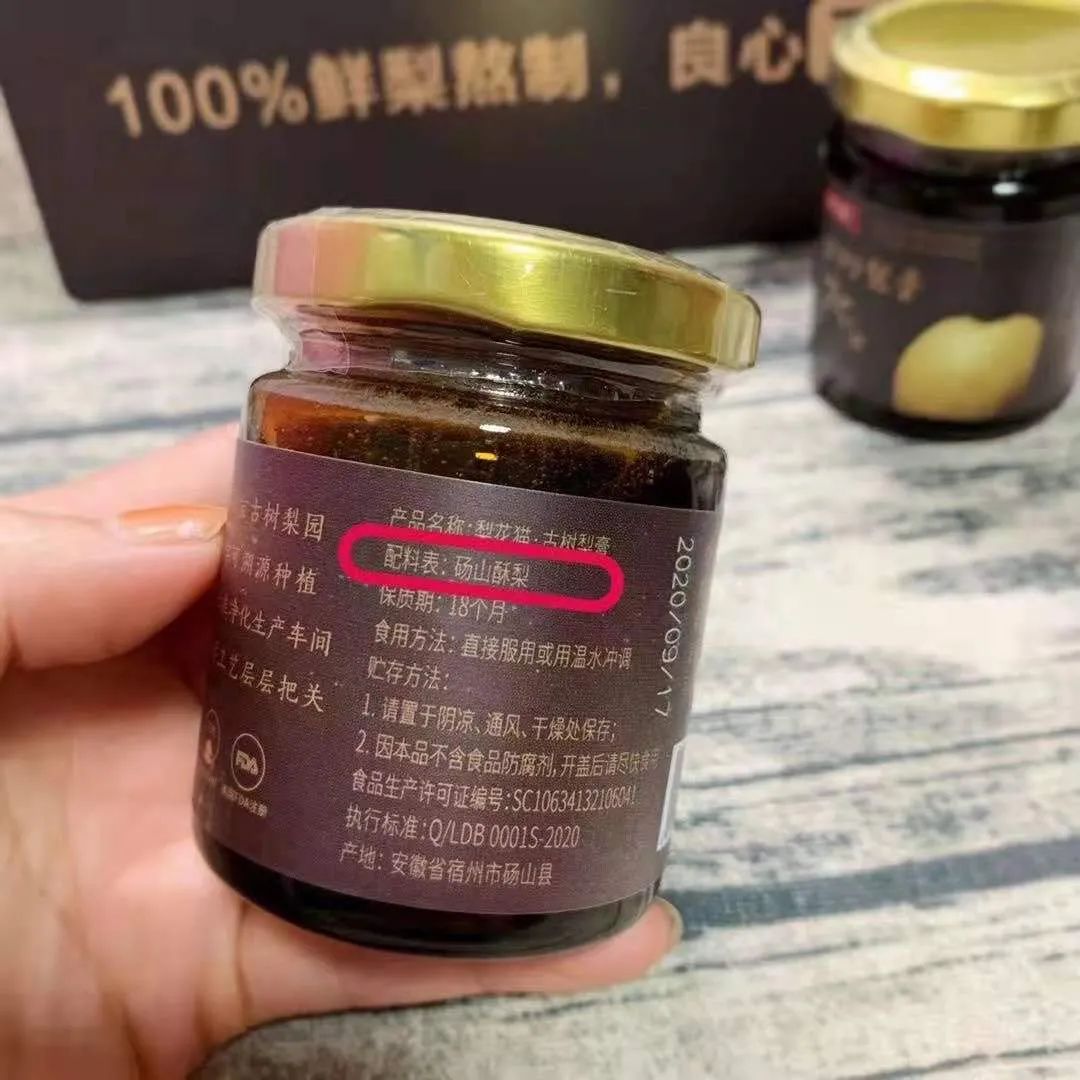 100%鲜梨熬制，良心
古树梨园
溯源种植
净化生产车间
工艺层层把关
FDA
产品名称：梨花猫·古树梨膏
配料表：砀山酥梨
保质期：18个月
食用方法：直接服用或用温水冲调
贮存方法：
1. 请置于阴凉、通风、干燥处保存；
2. 因本品不含食品防腐剂，开盖后请尽快食用
食品生产许可证编号：SC10634132106041
执行标准：Q/LDB 0001S-2020
产地：安徽省宿州市砀山县
2020/09/17
梨膏